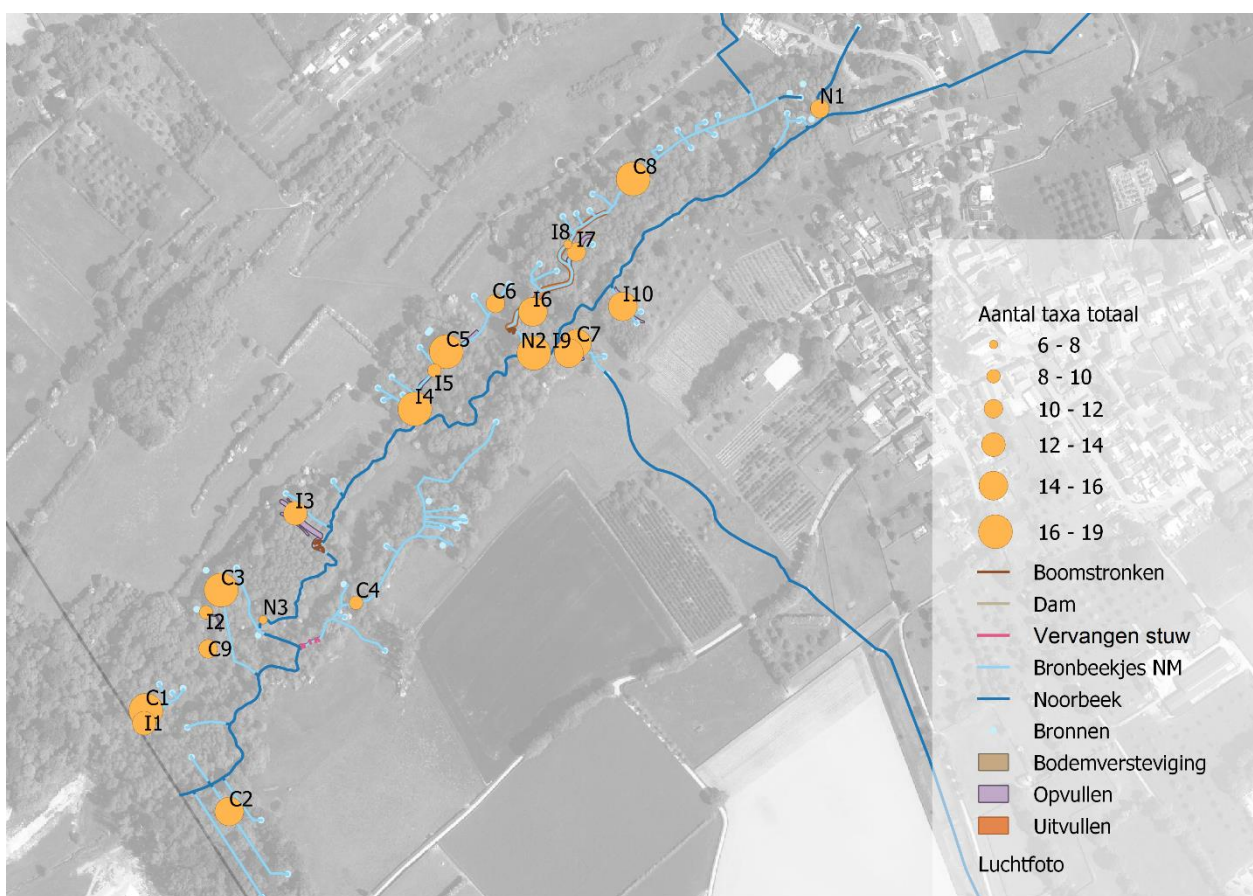 N1
C8
I8
I7
C6
I6
I10
C5
N2
I9
C7
I5
I4
I3
C3
C4
I2
N3
C9
C1
I1
C2
Aantal taxa totaal
6 - 8
8 - 10
10 - 12
12 - 14
14 - 16
16 - 19
Boomstronken
Dam
Vervangen stuw
Bronbeekjes NM
Noorbeek
Bronnen
Bodemversteviging
Opvullen
Uitvullen
Luchtfoto